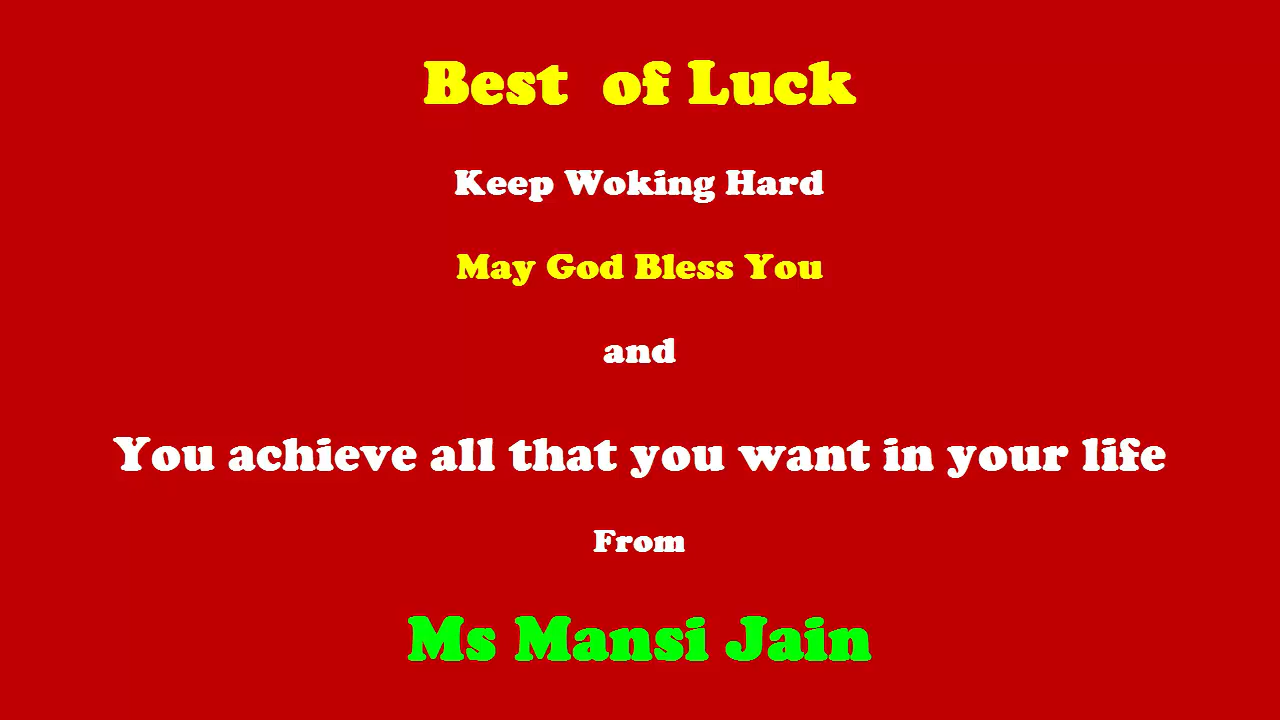 Best of Luck
Keep Woking Hard
May God Bless You
and
You achieve all that you want in your life
From
Ms Mansi Jain